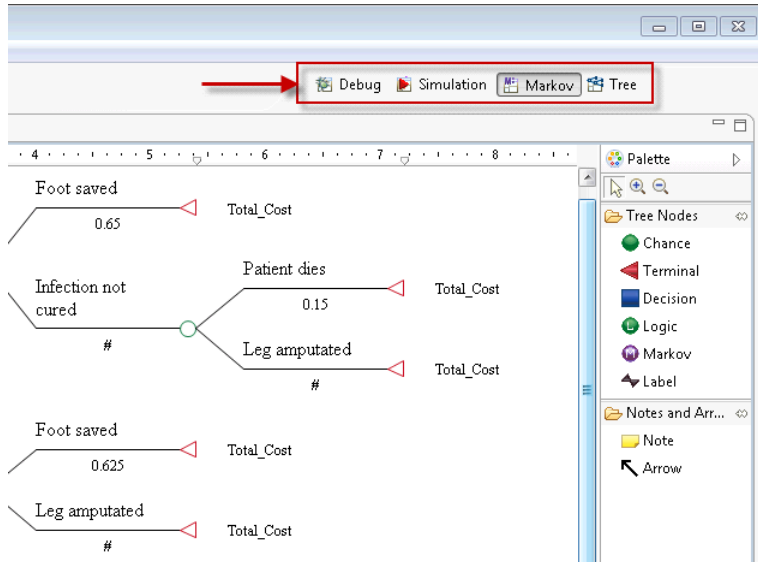 Debug Simulation Markov Tree
4 5 6 7 8
Palette
Foot saved
0.65
Total_Cost
Tree Nodes
Chance
Terminal
Decision
Logic
Markov
Label
Infection not
cured
#
Patient dies
0.15
Total_Cost
Leg amputated
#
Total_Cost
Notes and Arr...
Note
Arrow
Foot saved
0.625
Total_Cost
Leg amputated
#
Total_Cost